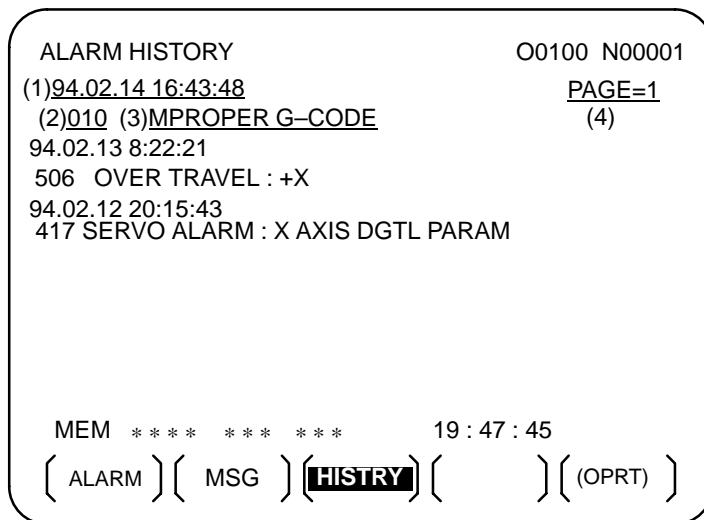 ALARM HISTORY O0100 N00001
(1)94.02.14 16:43:48 PAGE=1
(2)010 (3)MPROPER G–CODE (4)
94.02.13 8:22:21
506 OVER TRAVEL : +X
94.02.12 20:15:43
417 SERVO ALARM : X AXIS DGTL PARAM
MEM **** *** *** 19 : 47 : 45
ALARM MSG HISTRY (OPRT)